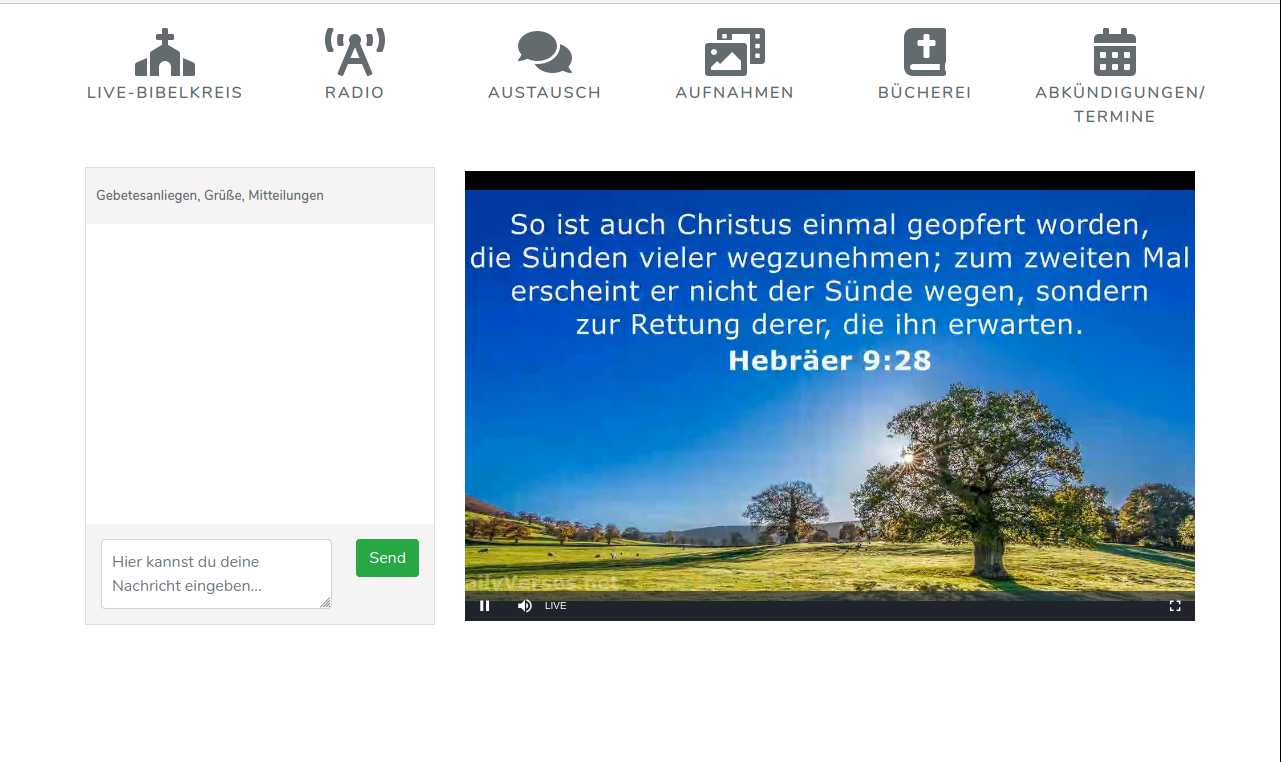 LIVE-BIBELKREIS
RADIO
AUSTAUSCH
AUFNAHMEN
BÜCHEREI
ABKÜNDIGUNGEN/
TERMINE
Gebetesanliegen, Grüße, Mitteilungen
Hier kannst du deine
Nachricht eingeben...
Send
So ist auch Christus einmal geopfert worden,
die Sünden vieler wegzunehmen; zum zweiten Mal
erscheint er nicht der Sünde wegen, sondern
zur Rettung derer, die ihn erwarten.
Hebräer 9:28
ailyVerses.net
LIVE